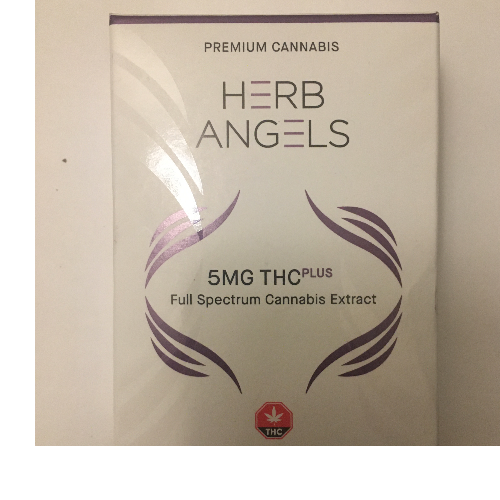 PREMIUM CANNABIS
HERB
ANGELS
5MG THCPLUS
Full Spectrum Cannabis Extract
THC